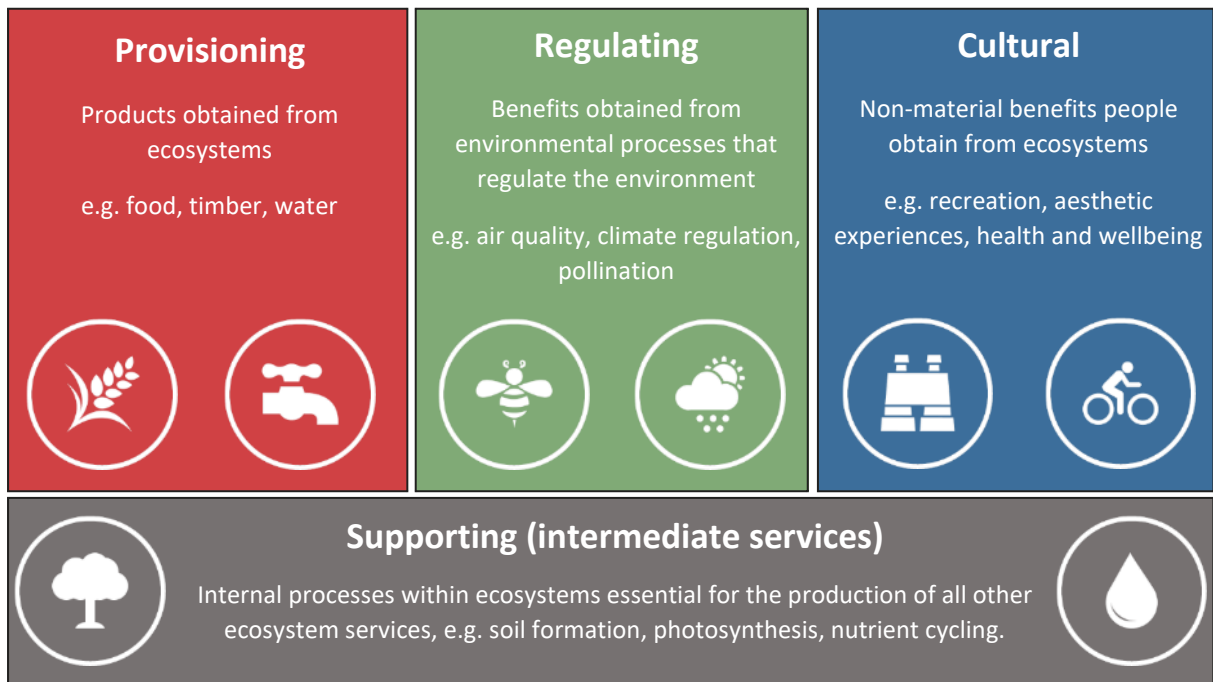 Provisioning
Products obtained from
ecosystems
e.g. food, timber, water
Regulating
Benefits obtained from
environmental processes that
regulate the environment
e.g. air quality, climate regulation,
pollination
Cultural
Non-material benefits people
obtain from ecosystems
e.g. recreation, aesthetic
experiences, health and wellbeing
Supporting (intermediate services)
Internal processes within ecosystems essential for the production of all other
ecosystem services, e.g. soil formation, photosynthesis, nutrient cycling.